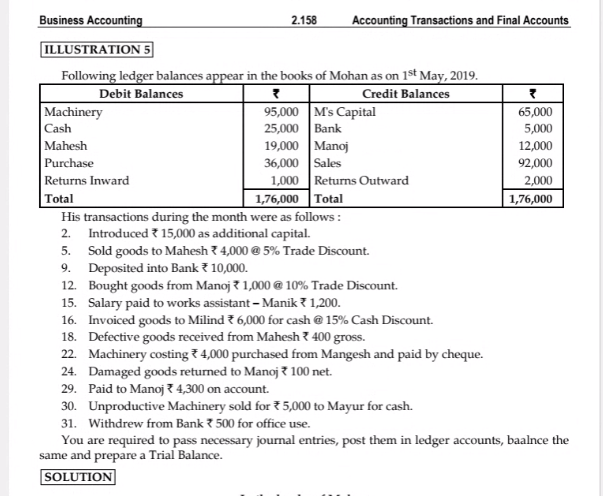 Business Accounting 2.158 Accounting Transactions and Final Accounts
ILLUSTRATION 5
Following ledger balances appear in the books of Mohan as on 1st May, 2019.
Debit Balances ₹ Credit Balances ₹
Machinery 95,000 M's Capital 65,000
Cash 25,000 Bank 5,000
Mahesh 19,000 Manoj 12,000
Purchase 36,000 Sales 92,000
Returns Inward 1,000 Returns Outward 2,000
Total 1,76,000 Total 1,76,000
His transactions during the month were as follows :
2. Introduced ₹ 15,000 as additional capital.
5. Sold goods to Mahesh ₹ 4,000 @ 5% Trade Discount.
9. Deposited into Bank ₹ 10,000.
12. Bought goods from Manoj ₹ 1,000 @ 10% Trade Discount.
15. Salary paid to works assistant – Manik ₹ 1,200.
16. Invoiced goods to Milind ₹ 6,000 for cash @ 15% Cash Discount.
18. Defective goods received from Mahesh ₹ 400 gross.
22. Machinery costing ₹ 4,000 purchased from Mangesh and paid by cheque.
24. Damaged goods returned to Manoj ₹ 100 net.
29. Paid to Manoj ₹ 4,300 on account.
30. Unproductive Machinery sold for ₹ 5,000 to Mayur for cash.
31. Withdrew from Bank ₹ 500 for office use.
You are required to pass necessary journal entries, post them in ledger accounts, baalnce the
same and prepare a Trial Balance.
SOLUTION